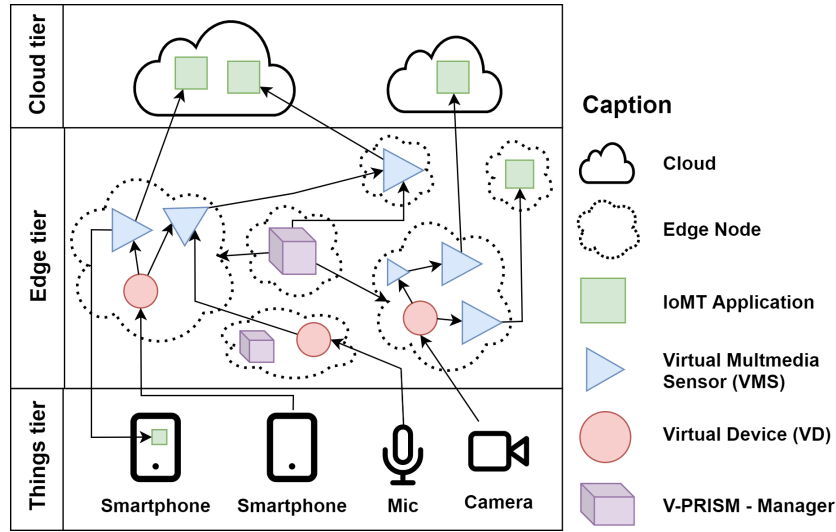 Cloud tier
Edge tier
Things tier
Smartphone
Smartphone
Mic
Camera
Caption
Cloud
Edge Node
IoMT Application
Virtual Multmedia
Sensor (VMS)
Virtual Device (VD)
V-PRISM - Manager